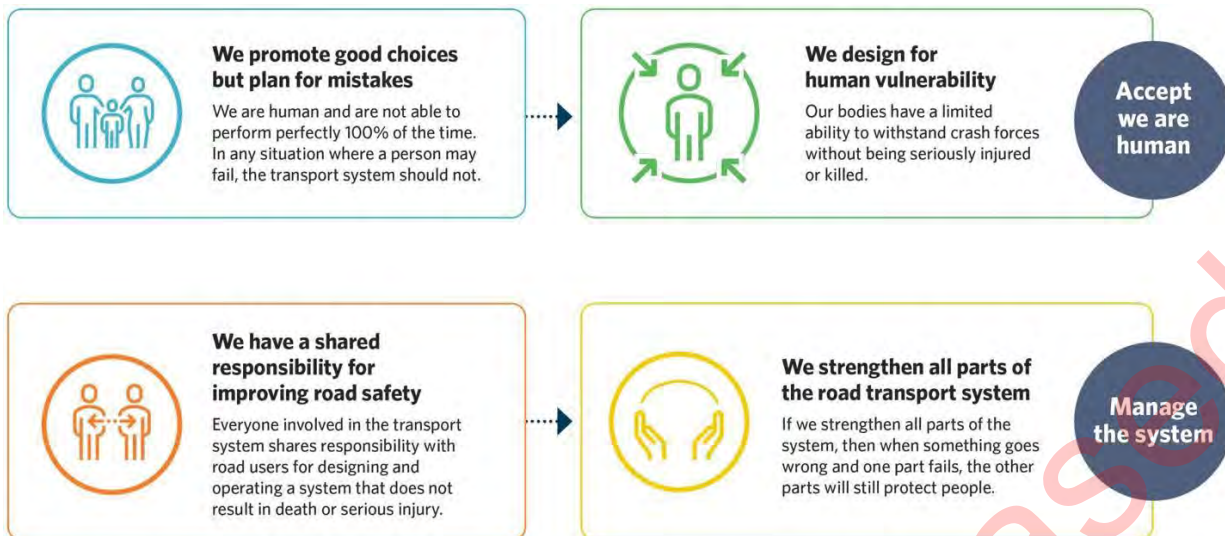 We promote good choices
but plan for mistakes
We are human and are not able to
perform perfectly 100% of the time.
In any situation where a person may
fail, the transport system should not.
We design for
human vulnerability
Our bodies have a limited
ability to withstand crash forces
without being seriously injured
or killed.
Accept
we are
human
We have a shared
responsibility for
improving road safety
Everyone involved in the transport
system shares responsibility with
road users for designing and
operating a system that does not
result in death or serious injury.
We strengthen all parts of
the road transport system
If we strengthen all parts of the
system, then when something goes
wrong and one part fails, the other
parts will still protect people.
Manage
the system